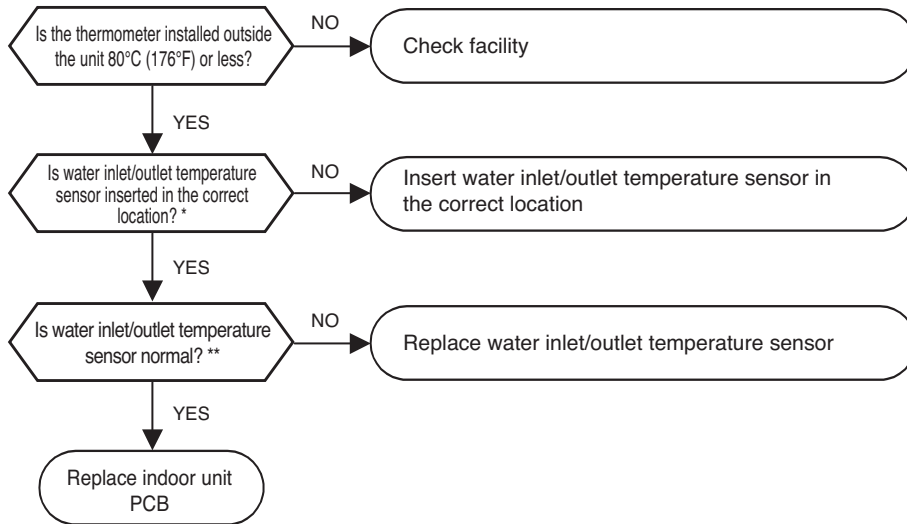 Is the thermometer installed outside
the unit 80°C (176°F) or less?
NO
Check facility
YES
Is water inlet/outlet temperature
sensor inserted in the correct
location? *
NO
Insert water inlet/outlet temperature sensor in
the correct location
YES
Is water inlet/outlet temperature
sensor normal? **
NO
Replace water inlet/outlet temperature sensor
YES
Replace indoor unit
PCB